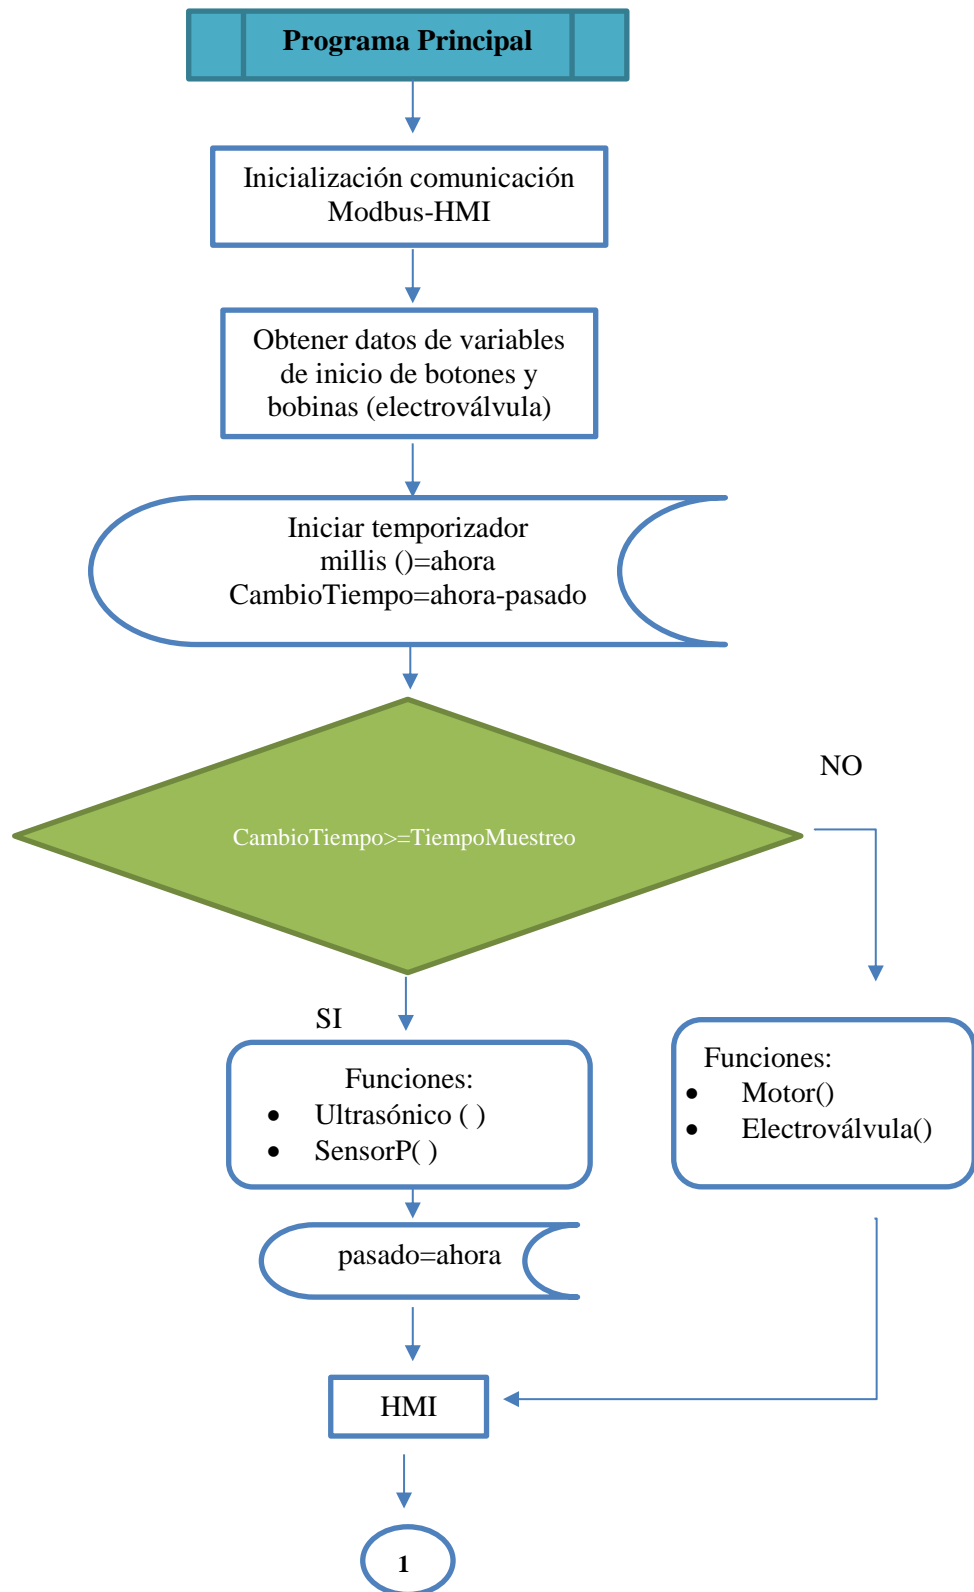 Programa Principal
Inicialización comunicación
Modbus-HMI
Obtener datos de variables
de inicio de botones y
bobinas (electroválvula)
Iniciar temporizador
millis ()=ahora
CambioTiempo=ahora-pasado
CambioTiempo>=TiempoMuestreo
NO
SI
Funciones:
• Ultrasónico ( )
• SensorP( )
Funciones:
• Motor()
• Electroválvula()
pasado=ahora
HMI
1